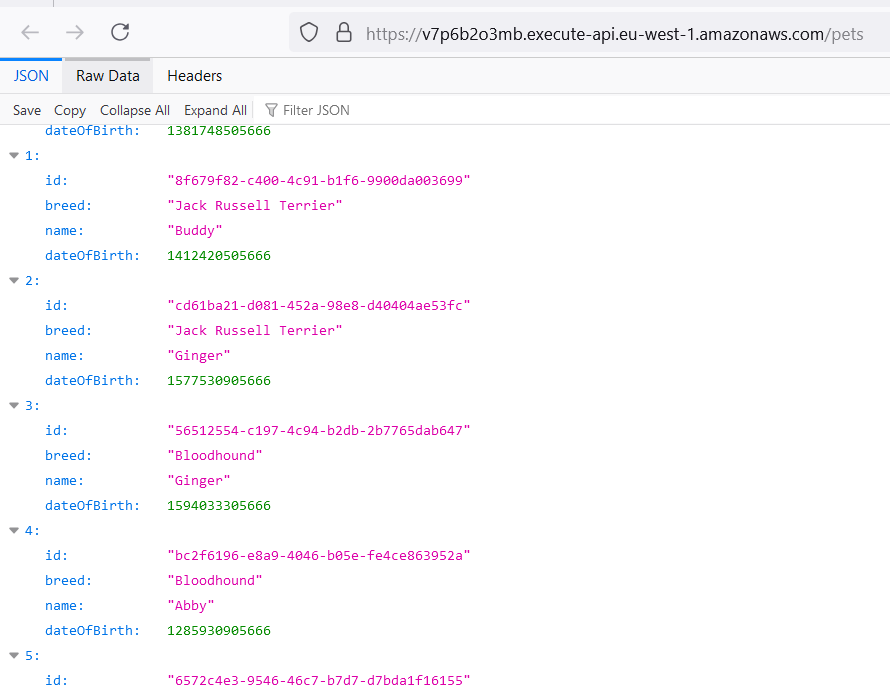 https://v7p6b2o3mb.execute-api.eu-west-1.amazonaws.com/pets
JSON Raw Data Headers
Save Copy Collapse All Expand All Filter JSON
dateOfBirth: 1381748505666
1:
id: "8f679f82-c400-4c91-b1f6-9900da003699"
breed: "Jack Russell Terrier"
name: "Buddy"
dateOfBirth: 1412420505666
2:
id: "cd61ba21-d081-452a-98e8-d40404ae53fc"
breed: "Jack Russell Terrier"
name: "Ginger"
dateOfBirth: 1577530905666
3:
id: "56512554-c197-4c94-b2db-2b7765dab647"
breed: "Bloodhound"
name: "Ginger"
dateOfBirth: 1594033305666
4:
id: "bc2f6196-e8a9-4046-b05e-fe4ce863952a"
breed: "Bloodhound"
name: "Abby"
dateOfBirth: 1285930905666
5:
id: "6572c4e3-9546-46c7-b7d7-d7bda1f16155"